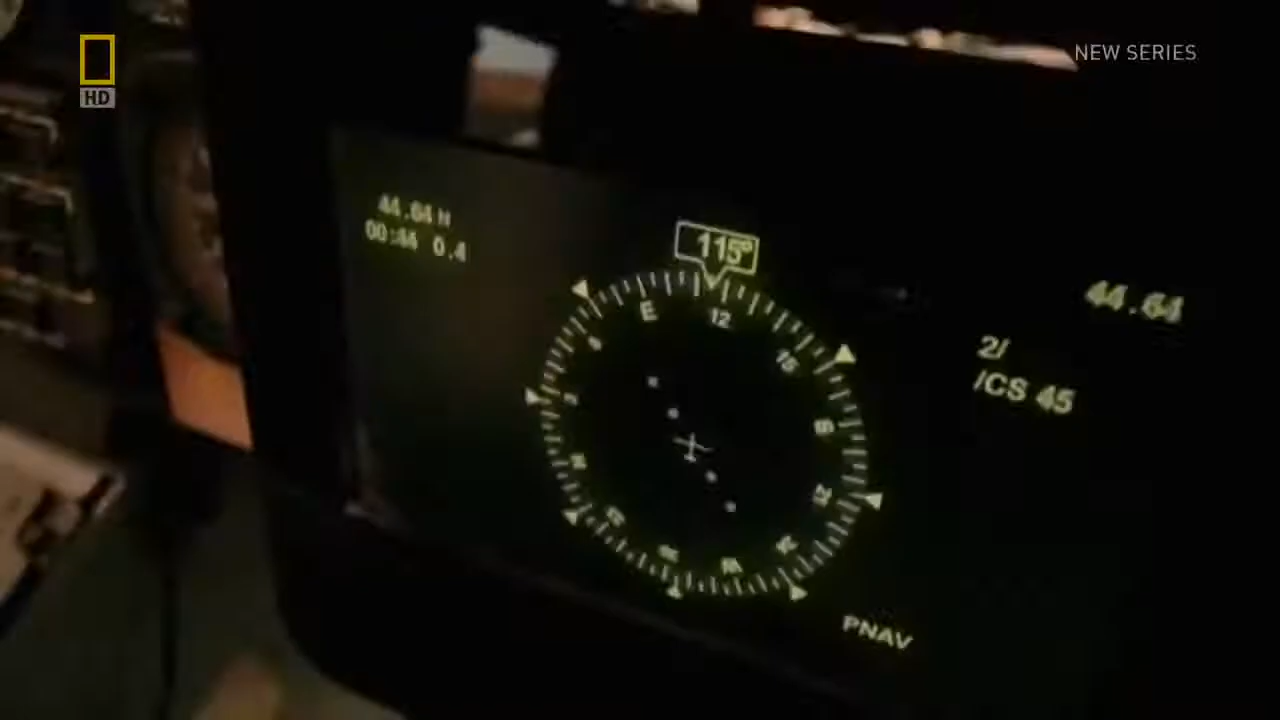 HD
NEW SERIES
44.64 N
00:44 0.4
115°
44.64
E
12
15
2/
/CS 45
W
PNAV